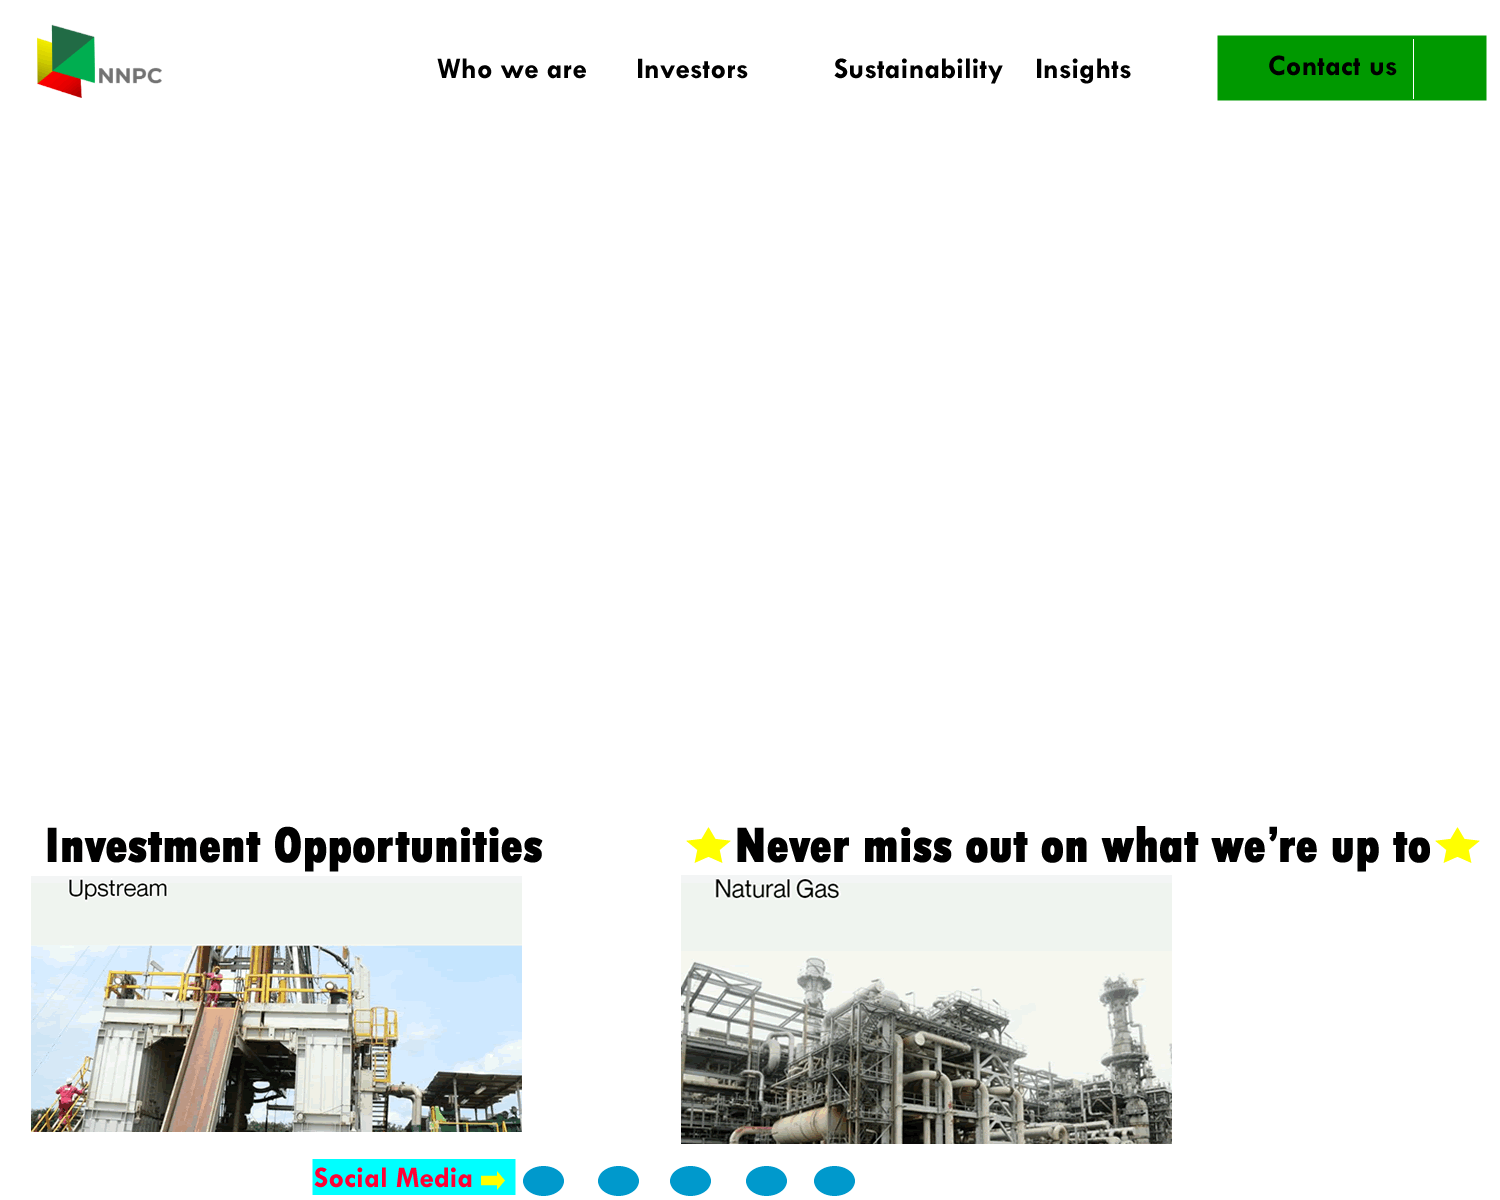 NNPC
Who we are
Investors
Sustainability
Insights
Contact us
Investment Opportunities
Never miss out on what we’re up to
Upstream
Natural Gas
Social Media